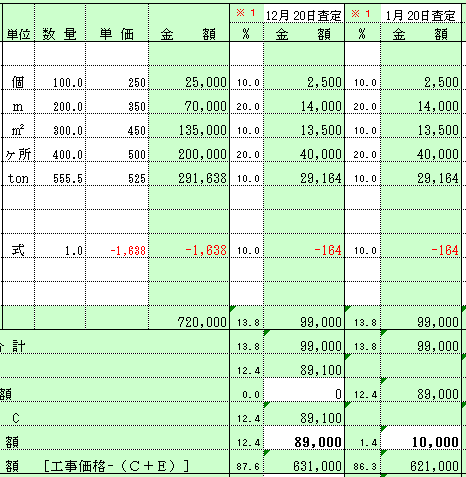 ※１ 12月 20日査定 ※１ 1月 20日査定
単位 数 量 単 価 金 額 % 金 額 % 金 額
個 100.0 250 25,000 10.0 2,500 10.0 2,500
ｍ 200.0 350 70,000 20.0 14,000 20.0 14,000
㎡ 300.0 450 135,000 10.0 13,500 10.0 13,500
ヶ所 400.0 500 200,000 20.0 40,000 20.0 40,000
ton 555.5 525 291,638 10.0 29,164 10.0 29,164
式 1.0 -1,638 -1,638 10.0 -164 10.0 -164
720,000 13.8 99,000 13.8 99,000
合 計 13.8 99,000 13.8 99,000
12.4 89,100
額 0.0 0 12.4 89,000
Ｃ 12.4 89,100
額 12.4 89,000 1.4 10,000
額 [工事価格-（Ｃ＋Ｅ）] 87.6 631,000 86.3 621,000